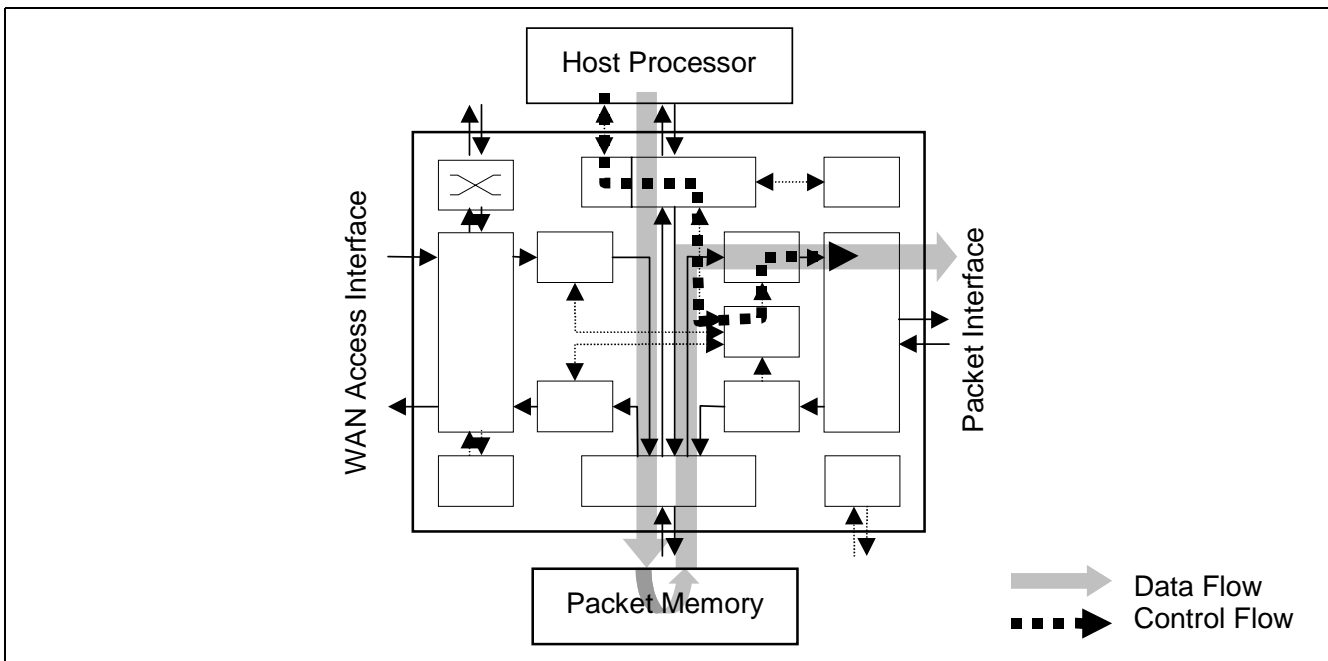 Host Processor
WAN Access Interface
Packet Interface
Packet Memory
Data Flow
Control Flow